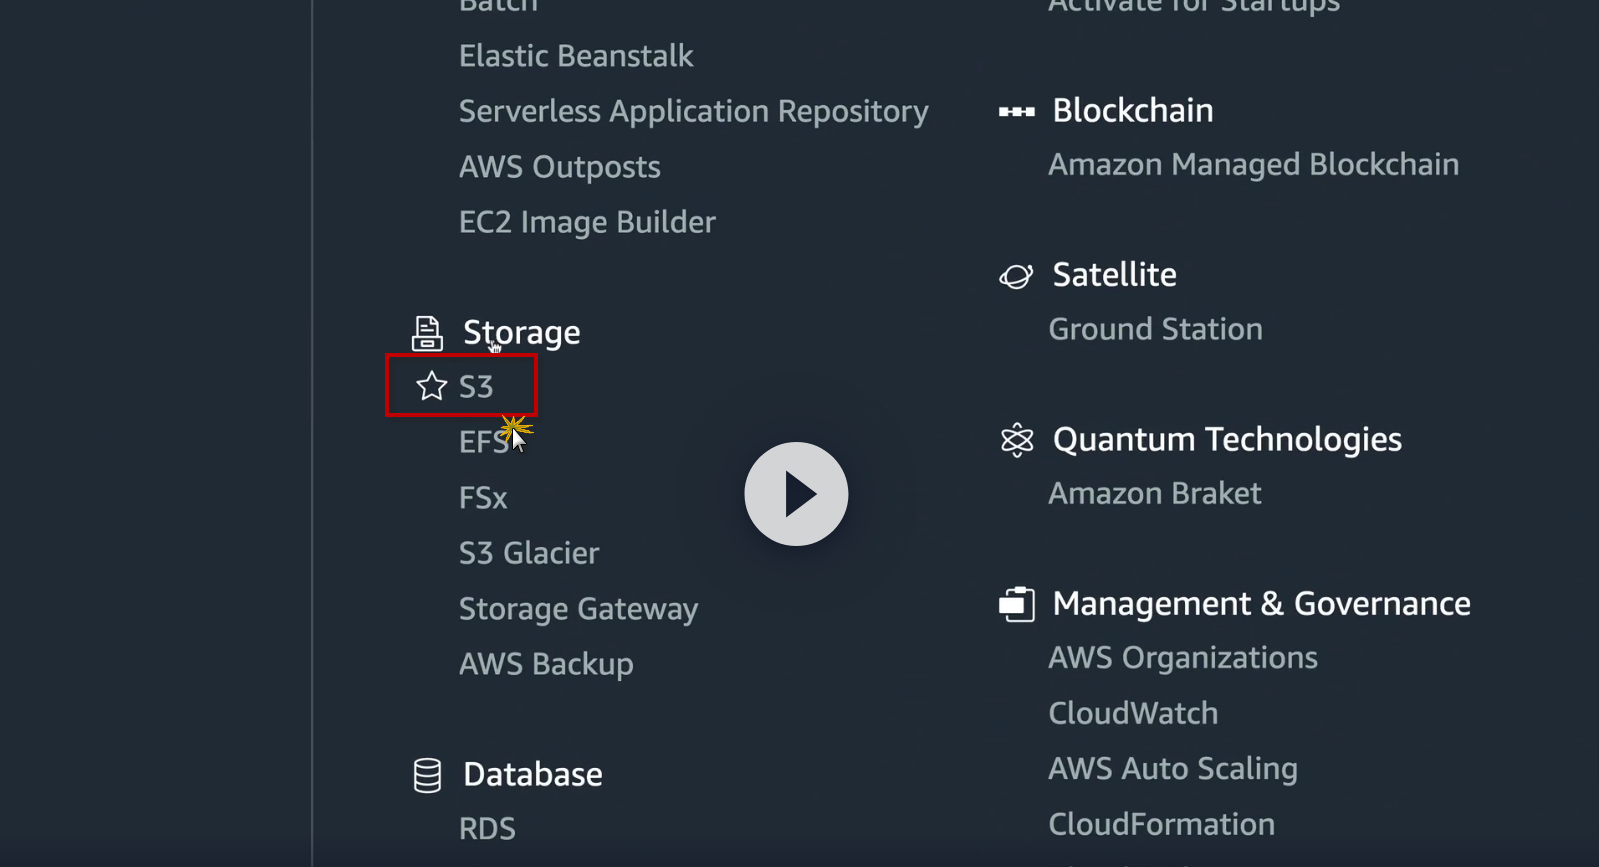 Batch
Elastic Beanstalk
Serverless Application Repository
AWS Outposts
EC2 Image Builder
Storage
S3
EFS
FSx
S3 Glacier
Storage Gateway
AWS Backup
Database
RDS
Activate for Startups
Blockchain
Amazon Managed Blockchain
Satellite
Ground Station
Quantum Technologies
Amazon Braket
Management & Governance
AWS Organizations
CloudWatch
AWS Auto Scaling
CloudFormation